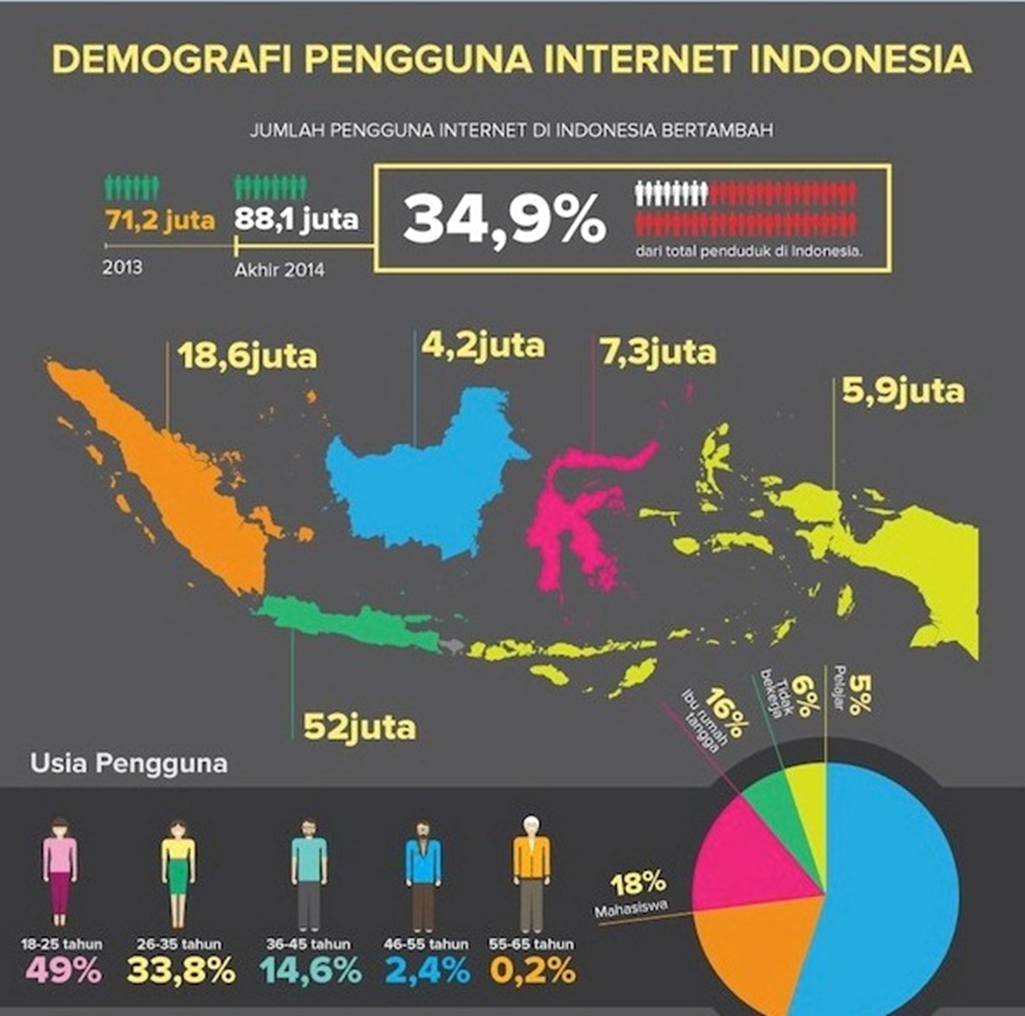 DEMOGRAFI PENGGUNA INTERNET INDONESIA
JUMLAH PENGGUNA INTERNET DI INDONESIA BERTAMBAH
71,2 juta
2013
88,1 juta
Akhir 2014
34,9%
dari total penduduk di Indonesia.
18,6juta
4,2juta
7,3juta
5,9juta
52juta
Usia Pengguna
18-25 tahun
49%
26-35 tahun
33,8%
36-45 tahun
14,6%
46-55 tahun
2,4%
55-65 tahun
0,2%
18%
Mahasiswa
16%
Ibu rumah
tangga
6%
Tidak
bekerja
5%
Pelajar